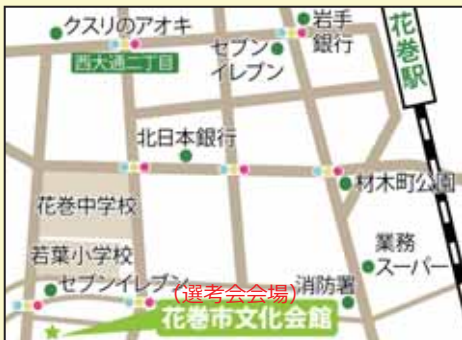 クスリのアオキ
西大通二丁目
セブン
イレブン
岩手
銀行
花巻駅
北日本銀行
材木町公園
花巻中学校
若葉小学校
セブンイレブン
(選考会会場)
消防署
業務
スーパー
花巻市文化会館